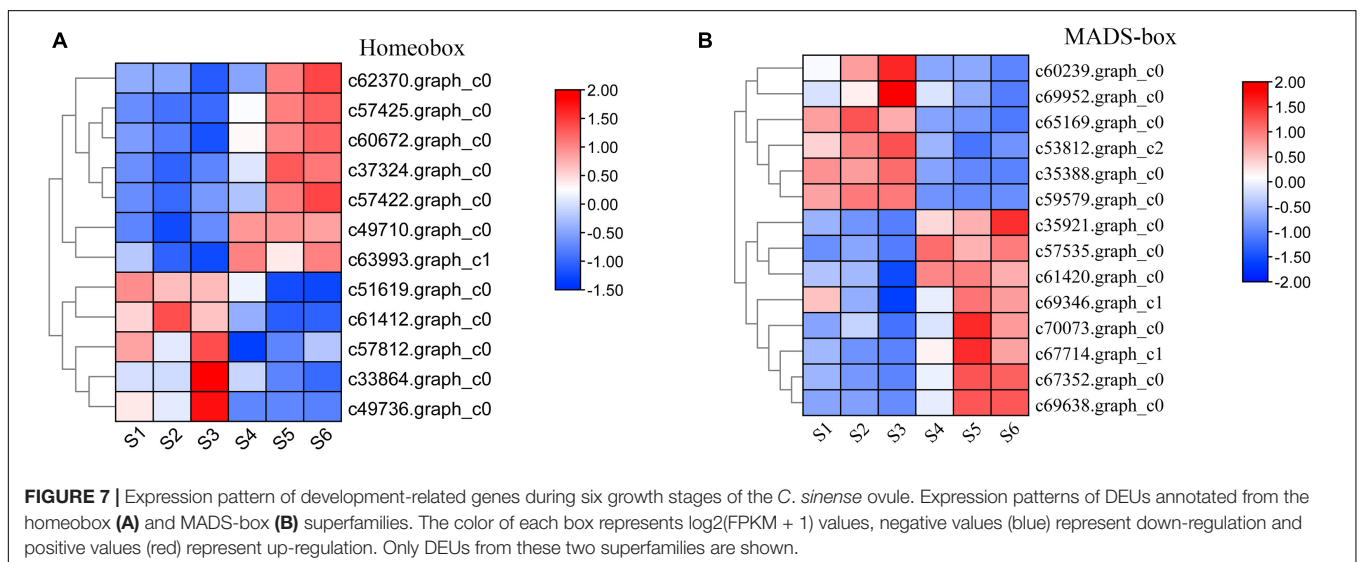 A
Homeobox
c62370.graph_c0
c57425.graph_c0
c60672.graph_c0
c37324.graph_c0
c57422.graph_c0
c49710.graph_c0
c63993.graph_c1
c51619.graph_c0
c61412.graph_c0
c57812.graph_c0
c33864.graph_c0
c49736.graph_c0
S1 S2 S3 S4 S5 S6
2.00
1.50
1.00
0.50
0.00
-0.50
-1.00
-1.50
B
MADS-box
c60239.graph_c0
c69952.graph_c0
c65169.graph_c0
c53812.graph_c2
c35388.graph_c0
c59579.graph_c0
c35921.graph_c0
c57535.graph_c0
c61420.graph_c0
c69346.graph_c1
c70073.graph_c0
c67714.graph_c1
c67352.graph_c0
c69638.graph_c0
S1 S2 S3 S4 S5 S6
2.00
1.50
1.00
0.50
0.00
-0.50
-1.00
-1.50
-2.00
FIGURE 7 | Expression pattern of development-related genes during six growth stages of the C. sinense ovule. Expression patterns of DEUs annotated from the
homeobox (A) and MADS-box (B) superfamilies. The color of each box represents log2(FPKM + 1) values, negative values (blue) represent down-regulation and
positive values (red) represent up-regulation. Only DEUs from these two superfamilies are shown.